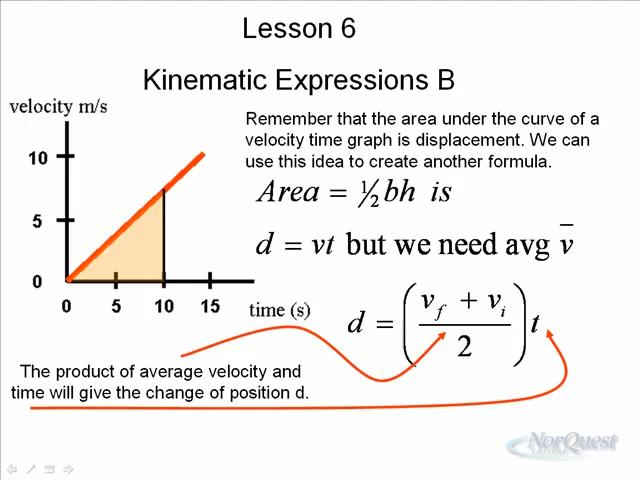 Lesson 6
Kinematic Expressions B
velocity m/s
10
5
0
0 5 10 15
time (s)
Remember that the area under the curve of a
velocity time graph is displacement. We can
use this idea to create another formula.
Area = ½ bh is
d = vt but we need avg v̅
d = ( (v_f + v_i) / 2 ) t
The product of average velocity and
time will give the change of position d.
NorQuest
COLLEGE